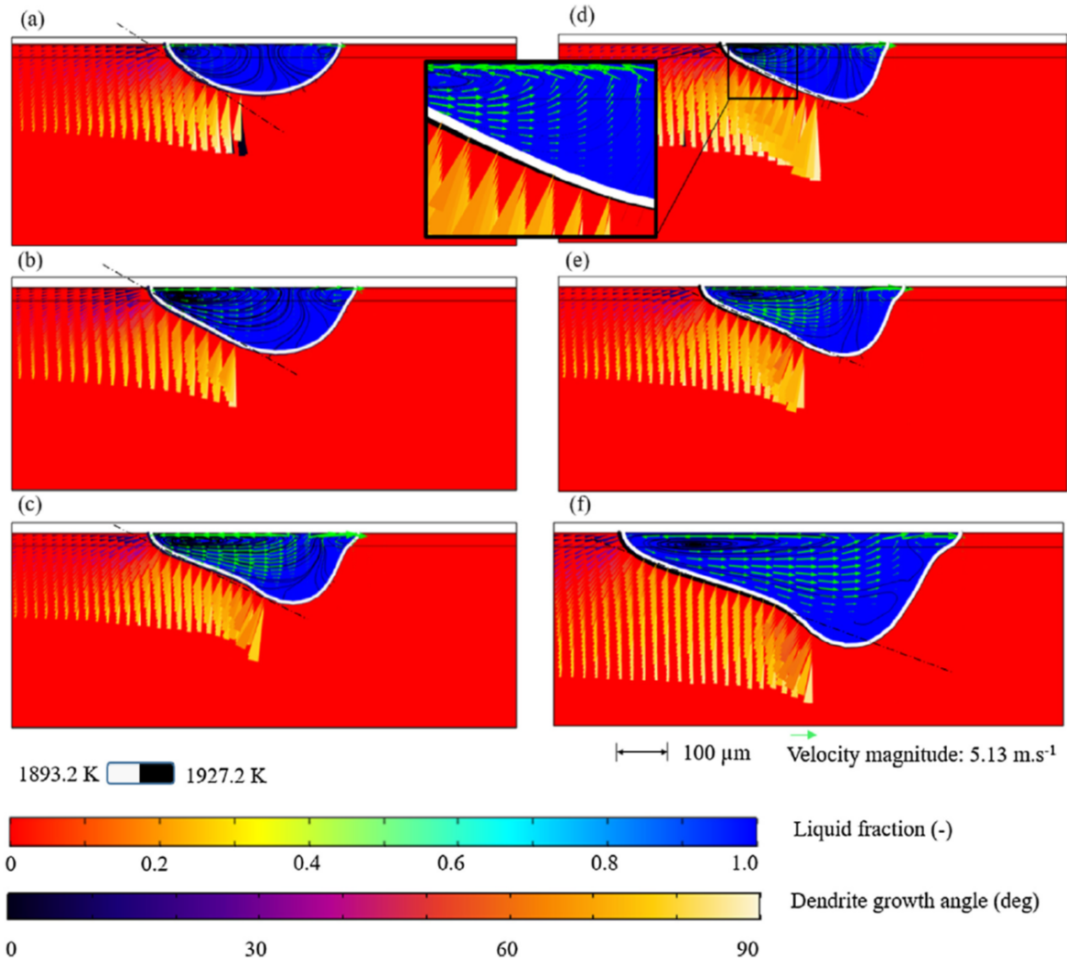 (a)
(d)
(b)
(e)
(c)
(f)
100 µm
Velocity magnitude: 5.13 m.s⁻¹
1893.2 K
1927.2 K
Liquid fraction (-)
0 0.2 0.4 0.6 0.8 1.0
Dendrite growth angle (deg)
0 30 60 90